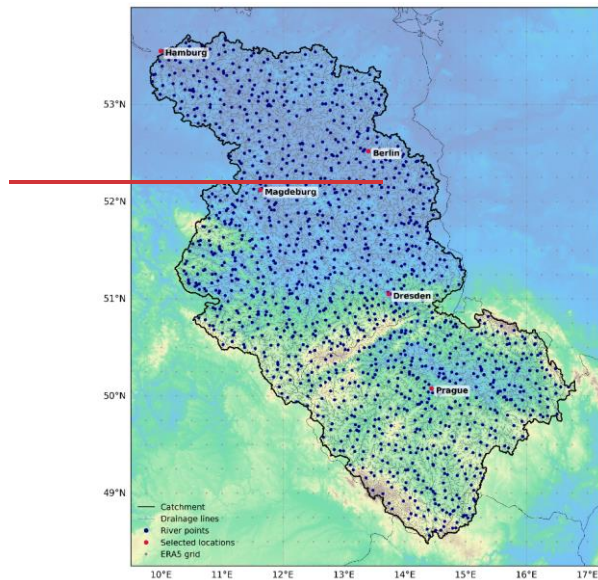 Hamburg
53°N
Berlin
52°N
Magdeburg
51°N
Dresden
50°N
Prague
49°N
Catchment
Drainage lines
River points
Selected locations
ERA5 grid
10°E 11°E 12°E 13°E 14°E 15°E 16°E 17°E